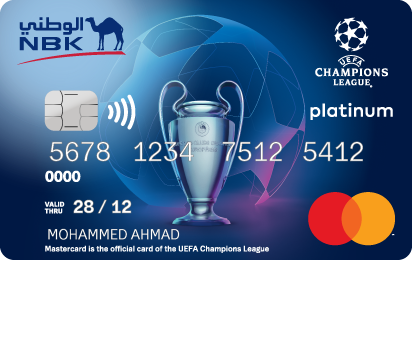 الوطني
NBK
UEFA
CHAMPIONS
LEAGUE
platinum
5678 1234 7512 5412
0000
VALID
THRU 28 / 12
MOHAMMED AHMAD
Mastercard is the official card of the UEFA Champions League